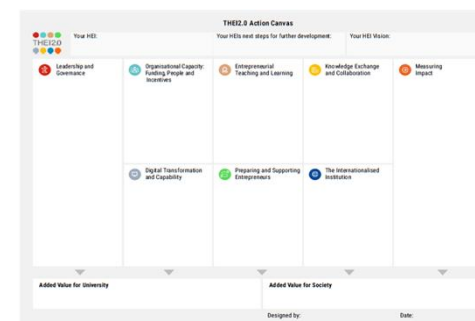 THEI2.0 Action Canvas
THEI2.0
Your HEI:
Your HEIs next steps for further development:
Your HEI Vision:
Leadership and
Governance
Organisational Capacity:
Funding, People and
Incentives
Entrepreneurial
Teaching and Learning
Knowledge Exchange
and Collaboration
Measuring
Impact
Digital Transformation
and Capability
Preparing and Supporting
Entrepreneurs
The Internationalised
Institution
Added Value for University
Added Value for Society
Designed by:
Date: